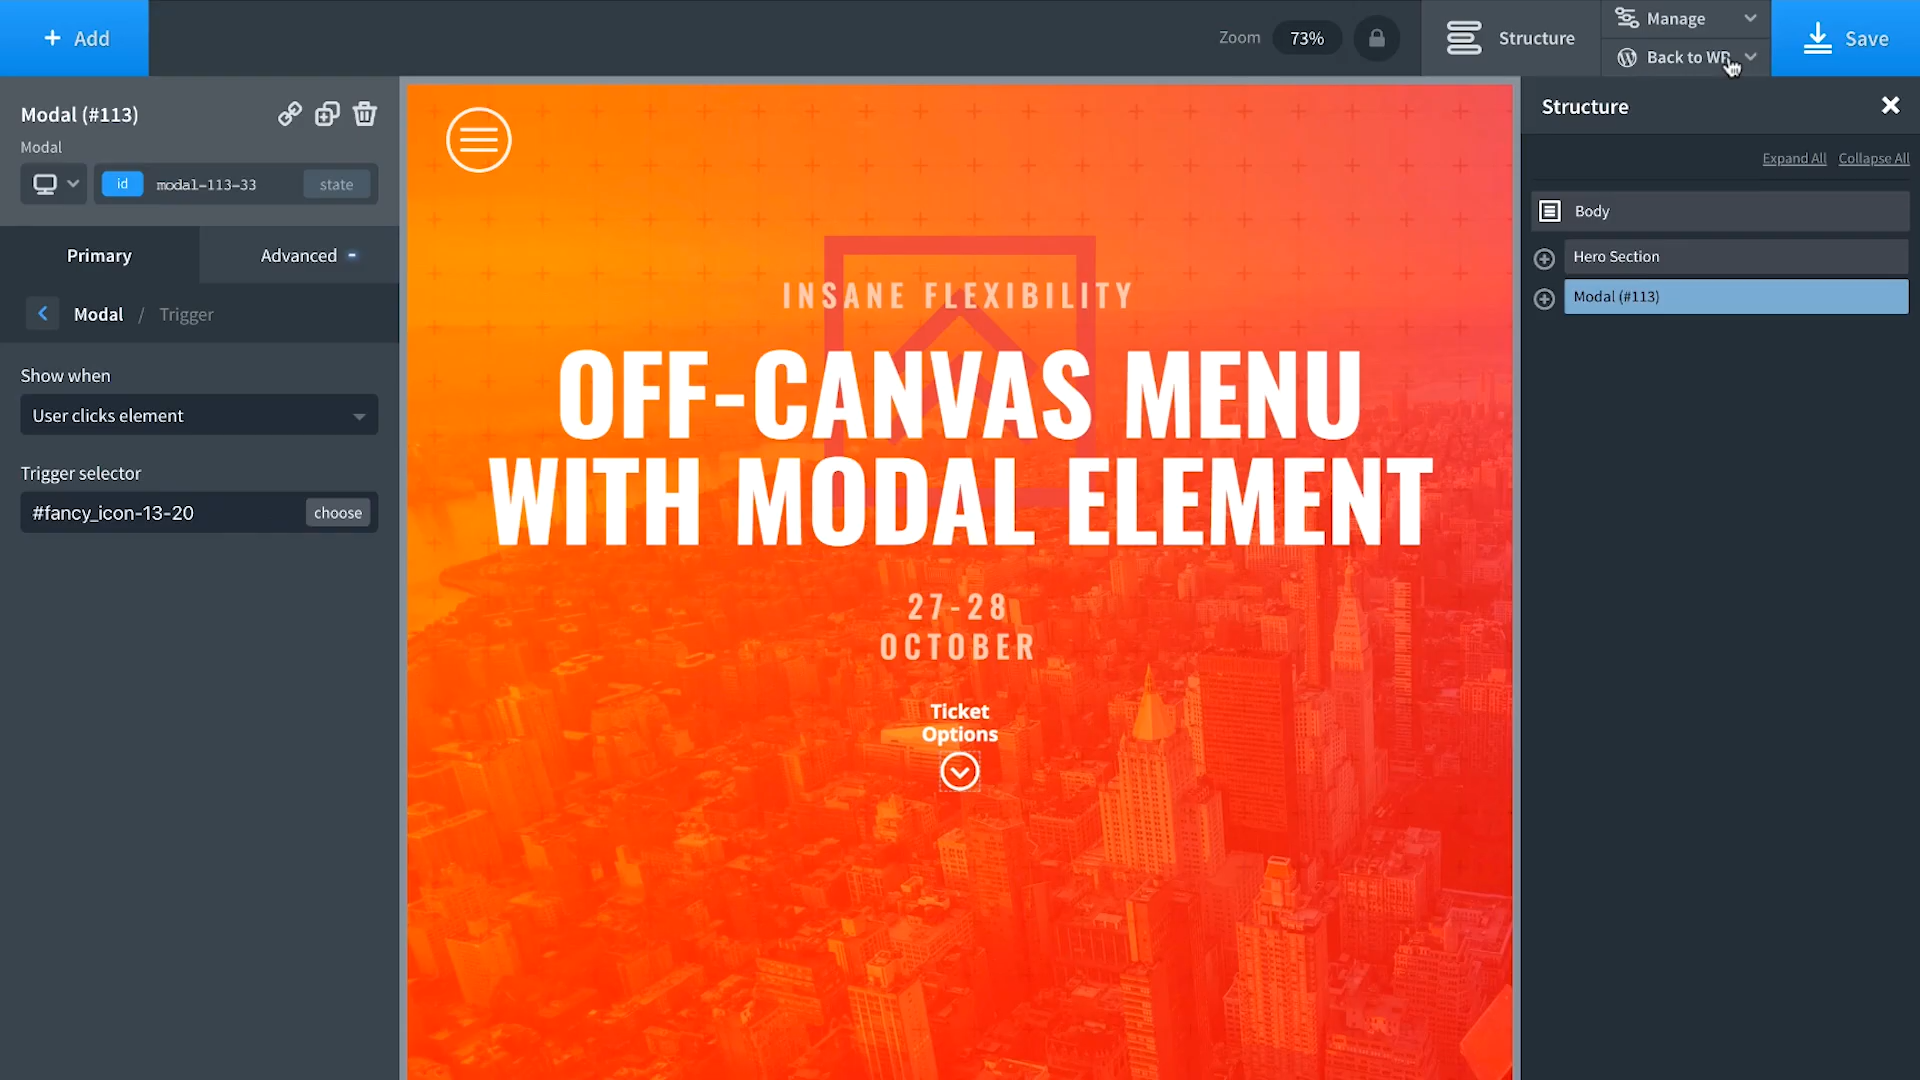 + Add
Zoom
73%
Structure
Manage
Back to WP
Save
Modal (#113)
Modal
id
modal-113-33
state
Primary
Advanced
Modal / Trigger
Show when
User clicks element
Trigger selector
#fancy_icon-13-20
choose
INSANE FLEXIBILITY
OFF-CANVAS MENU
WITH MODAL ELEMENT
27-28
OCTOBER
Ticket
Options
Structure
Expand All
Collapse All
Body
Hero Section
Modal (#113)